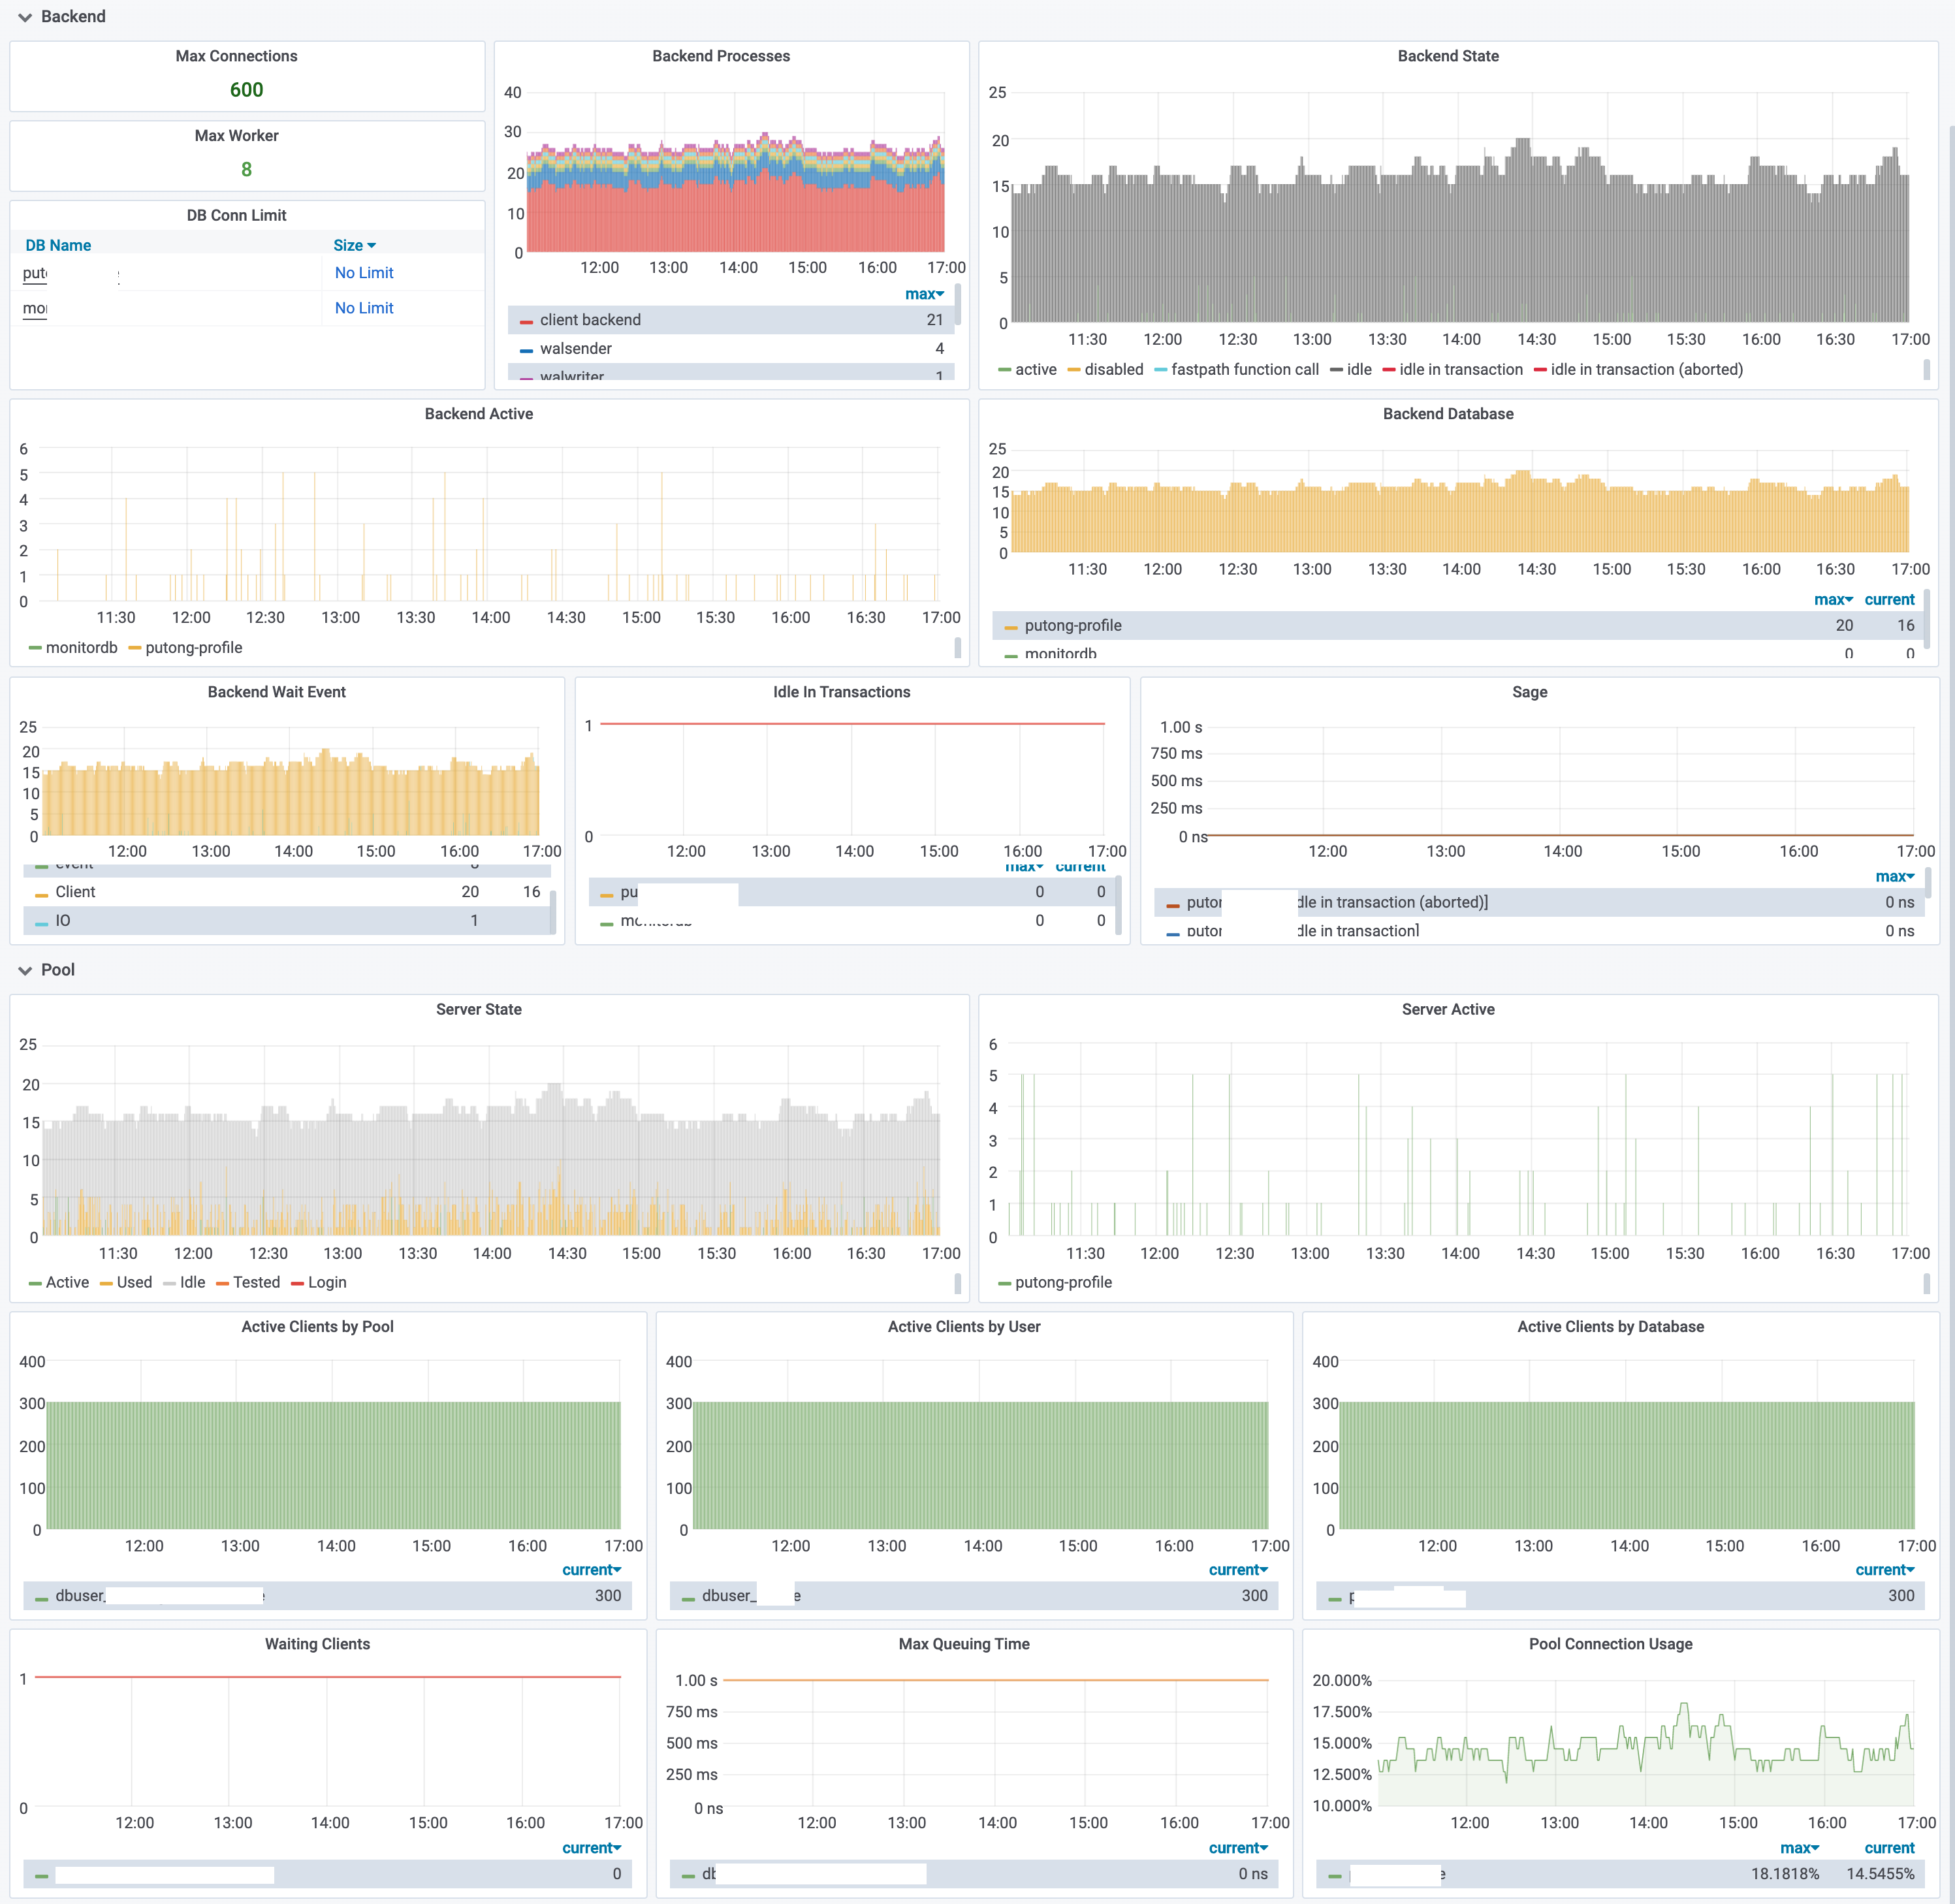 Backend
Max Connections
600
Max Worker
8
DB Conn Limit
DB Name Size
No Limit
No Limit
Backend Processes
40
30
20
10
0
12:00 13:00 14:00 15:00 16:00 17:00
max
client backend 21
walsender 4
walwriter 1
Backend State
25
20
15
10
5
0
11:30 12:00 12:30 13:00 13:30 14:00 14:30 15:00 15:30 16:00 16:30 17:00
active disabled fastpath function call idle idle in transaction idle in transaction (aborted)
Backend Active
6
5
4
3
2
1
0
11:30 12:00 12:30 13:00 13:30 14:00 14:30 15:00 15:30 16:00 16:30 17:00
monitordb putong-profile
Backend Database
25
20
15
10
5
0
11:30 12:00 12:30 13:00 13:30 14:00 14:30 15:00 15:30 16:00 16:30 17:00
max current
putong-profile 20 16
monitordb 0 0
Backend Wait Event
25
20
15
10
5
0
12:00 13:00 14:00 15:00 16:00 17:00
event
Client 20 16
IO 1
Idle In Transactions
1
0
12:00 13:00 14:00 15:00 16:00 17:00
max current
pu 0 0
0 0
Sage
1.00 s
750 ms
500 ms
250 ms
0 ns
12:00 13:00 14:00 15:00 16:00 17:00
max
putor dle in transaction (aborted)] 0 ns
putor dle in transaction] 0 ns
Pool
Server State
25
20
15
10
5
0
11:30 12:00 12:30 13:00 13:30 14:00 14:30 15:00 15:30 16:00 16:30 17:00
Active Used Idle Tested Login
Server Active
6
5
4
3
2
1
0
11:30 12:00 12:30 13:00 13:30 14:00 14:30 15:00 15:30 16:00 16:30 17:00
putong-profile
Active Clients by Pool
400
300
200
100
0
12:00 13:00 14:00 15:00 16:00 17:00
current
dbuser_ 300
Active Clients by User
400
300
200
100
0
12:00 13:00 14:00 15:00 16:00 17:00
current
dbuser_ e 300
Active Clients by Database
400
300
200
100
0
12:00 13:00 14:00 15:00 16:00 17:00
current
300
Waiting Clients
1
0
12:00 13:00 14:00 15:00 16:00 17:00
current
0
Max Queuing Time
1.00 s
750 ms
500 ms
250 ms
0 ns
12:00 13:00 14:00 15:00 16:00 17:00
current
db 0 ns
Pool Connection Usage
20.000%
17.500%
15.000%
12.500%
10.000%
12:00 13:00 14:00 15:00 16:00 17:00
max current
e 18.1818% 14.5455%